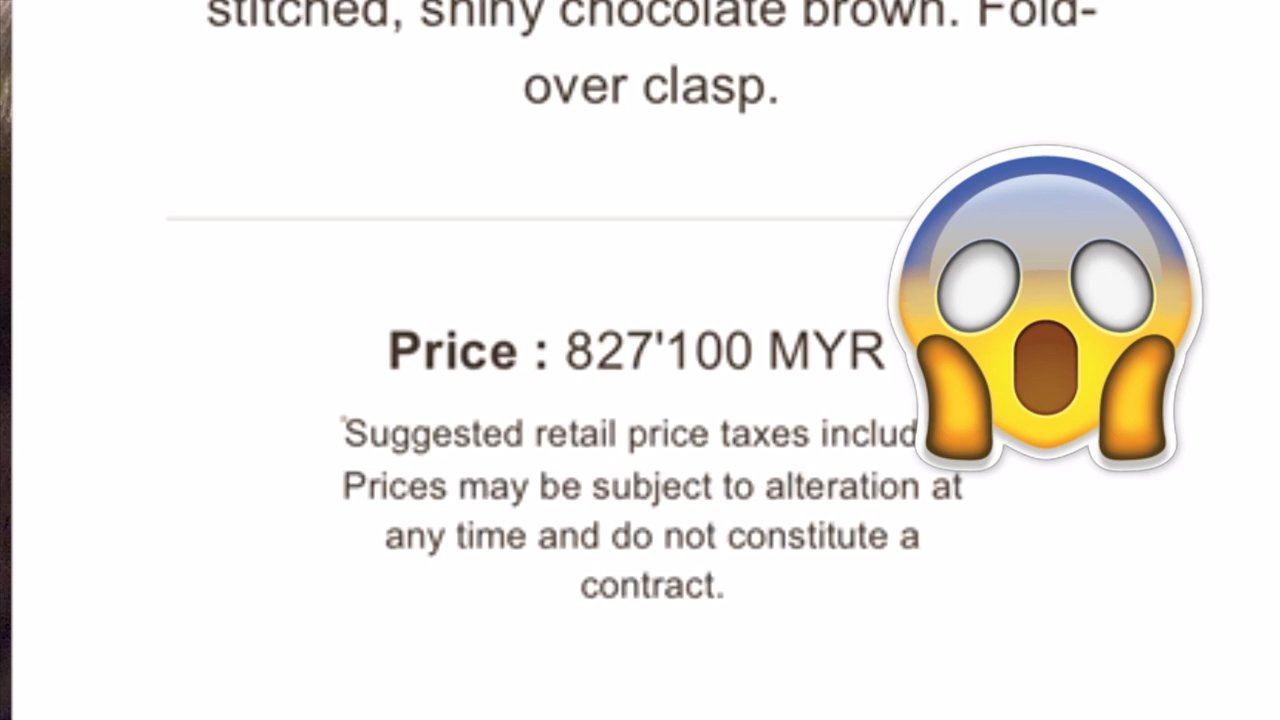 stitched, shiny chocolate brown. Fold-
over clasp.
Price : 827'100 MYR
*Suggested retail price taxes includ
Prices may be subject to alteration at
any time and do not constitute a
contract.